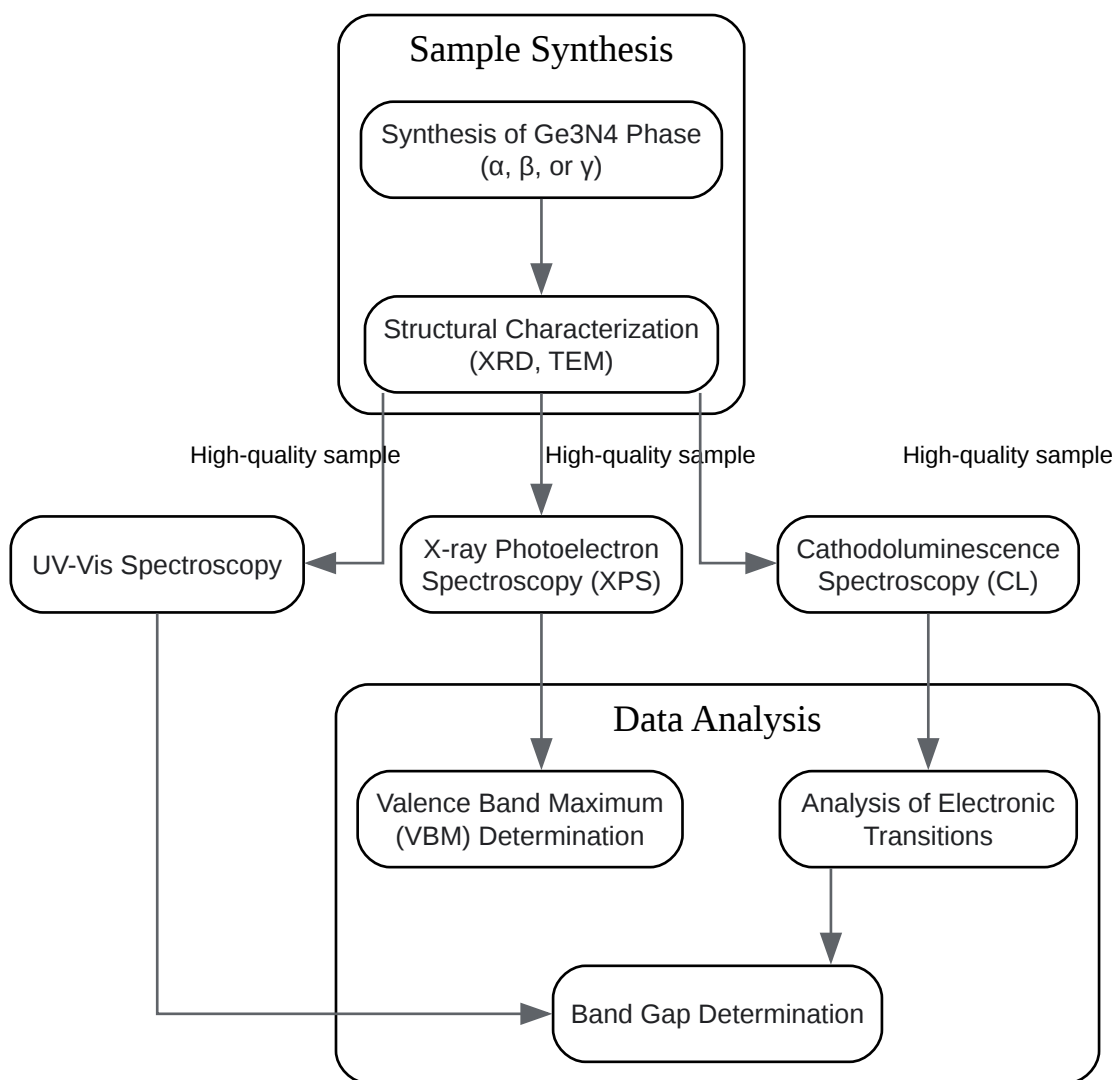 Sample Synthesis
Synthesis of Ge3N4 Phase
(α, β, or γ)
Structural Characterization
(XRD, TEM)
High-quality sample
High-quality sample
High-quality sample
UV-Vis Spectroscopy
X-ray Photoelectron
Spectroscopy (XPS)
Cathodoluminescence
Spectroscopy (CL)
Data Analysis
Valence Band Maximum
(VBM) Determination
Analysis of Electronic
Transitions
Band Gap Determination